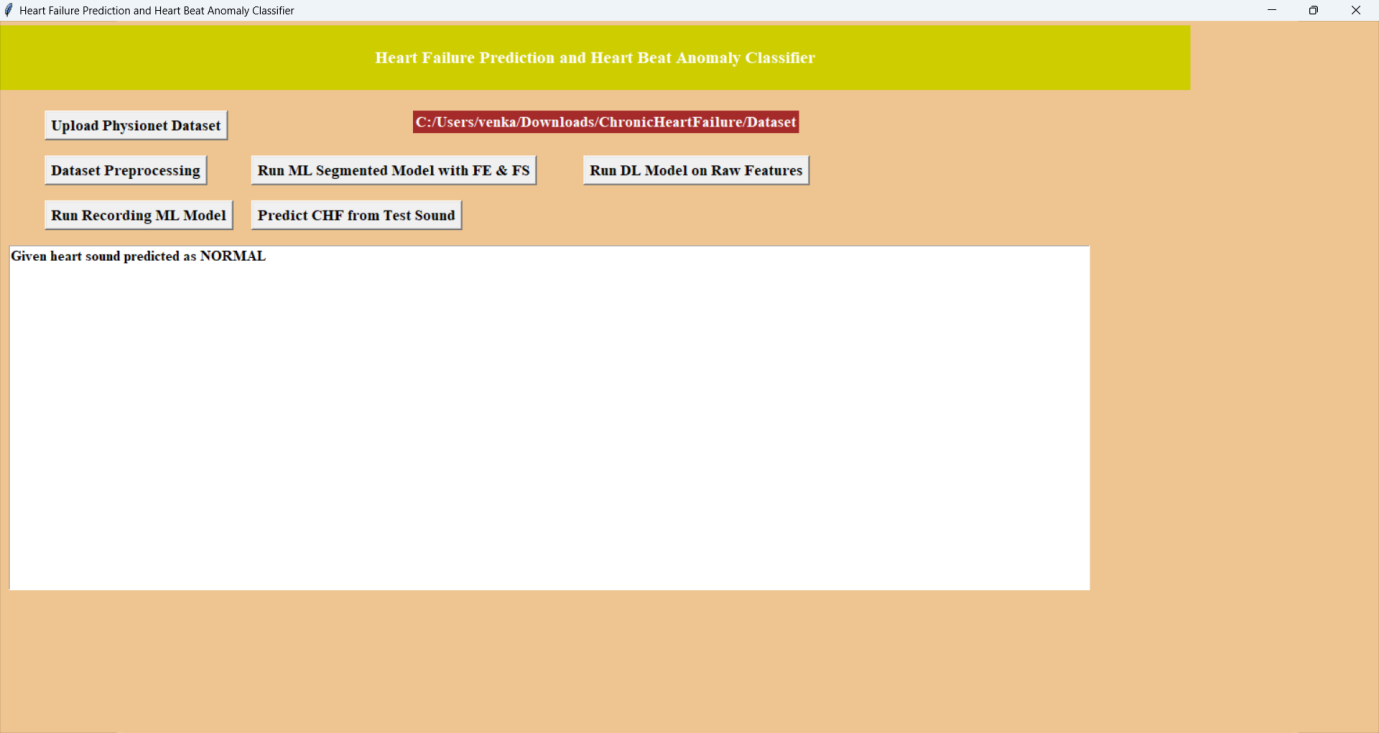 Heart Failure Prediction and Heart Beat Anomaly Classifier
Heart Failure Prediction and Heart Beat Anomaly Classifier
Upload Physionet Dataset
C:/Users/venka/Downloads/ChronicHeartFailure/Dataset
Dataset Preprocessing
Run ML Segmented Model with FE & FS
Run DL Model on Raw Features
Run Recording ML Model
Predict CHF from Test Sound
Given heart sound predicted as NORMAL